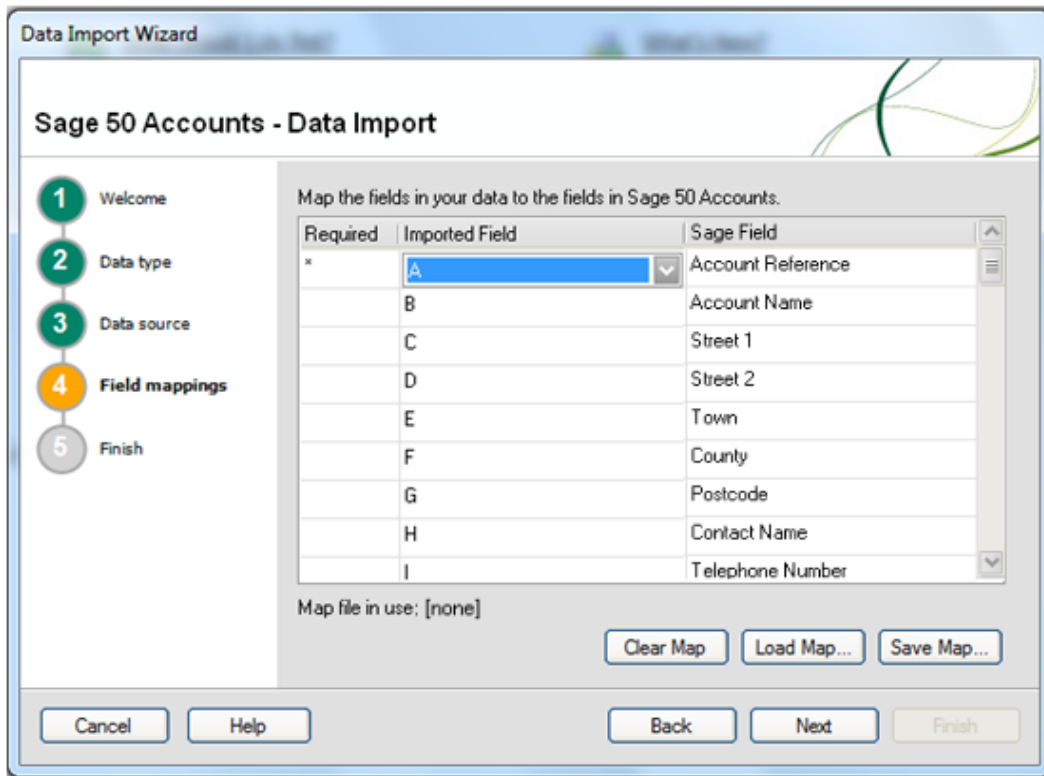 Data Import Wizard
Sage 50 Accounts - Data Import
1 Welcome
2 Data type
3 Data source
4 Field mappings
5 Finish
Map the fields in your data to the fields in Sage 50 Accounts.
Required Imported Field Sage Field
* A Account Reference
B Account Name
C Street 1
D Street 2
E Town
F County
G Postcode
H Contact Name
I Telephone Number
Map file in use: [none]
Clear Map Load Map... Save Map...
Cancel Help Back Next Finish